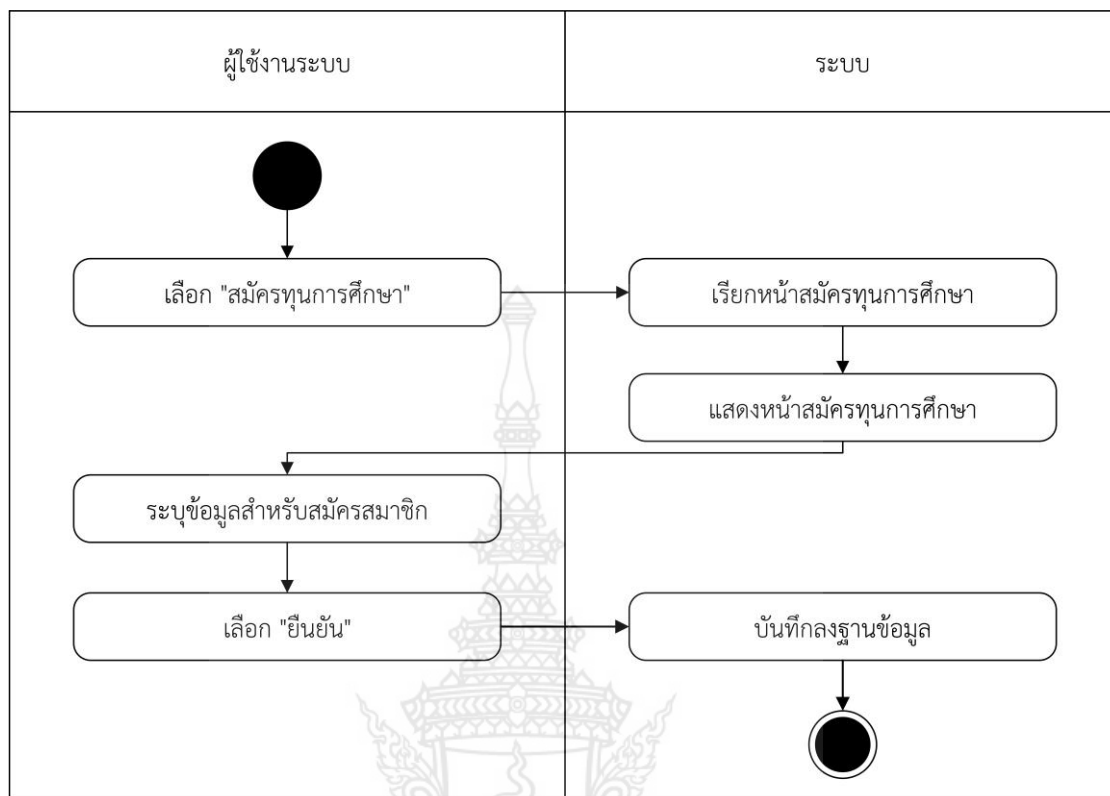 ผู้ใช้งานระบบ
ระบบ
เลือก "สมัครทุนการศึกษา"
เรียกหน้าสมัครทุนการศึกษา
แสดงหน้าสมัครทุนการศึกษา
ระบุข้อมูลสำหรับสมัครสมาชิก
เลือก "ยืนยัน"
บันทึกลงฐานข้อมูล